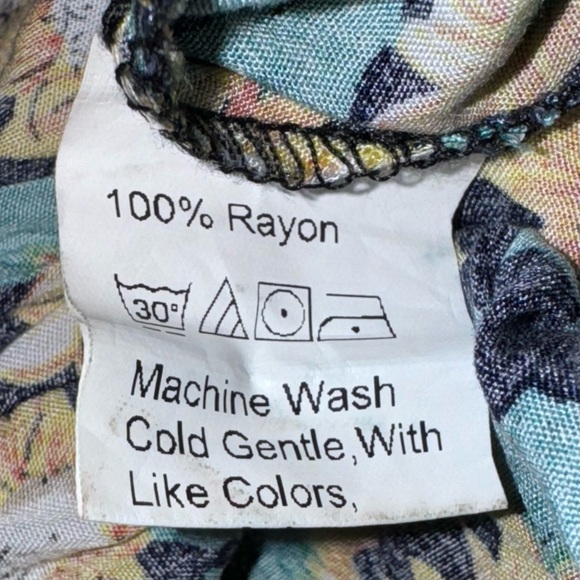 100% Rayon
30°
Machine Wash
Cold Gentle,With
Like Colors,